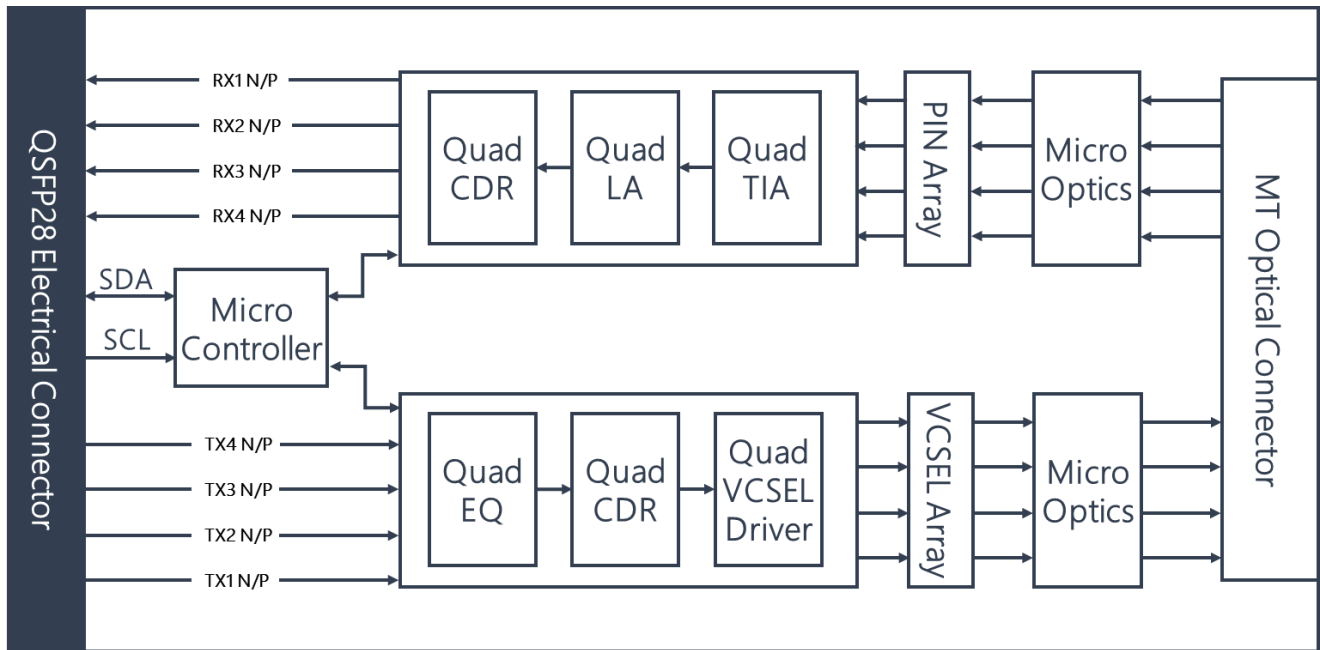 QSFP28 Electrical Connector
RX1 N/P
RX2 N/P
RX3 N/P
RX4 N/P
Quad
CDR
Quad
LA
Quad
TIA
PIN Array
Micro
Optics
MT Optical Connector
SDA
SCL
Micro
Controller
TX4 N/P
TX3 N/P
TX2 N/P
TX1 N/P
Quad
EQ
Quad
CDR
Quad
VCSEL
Driver
VCSEL Array
Micro
Optics